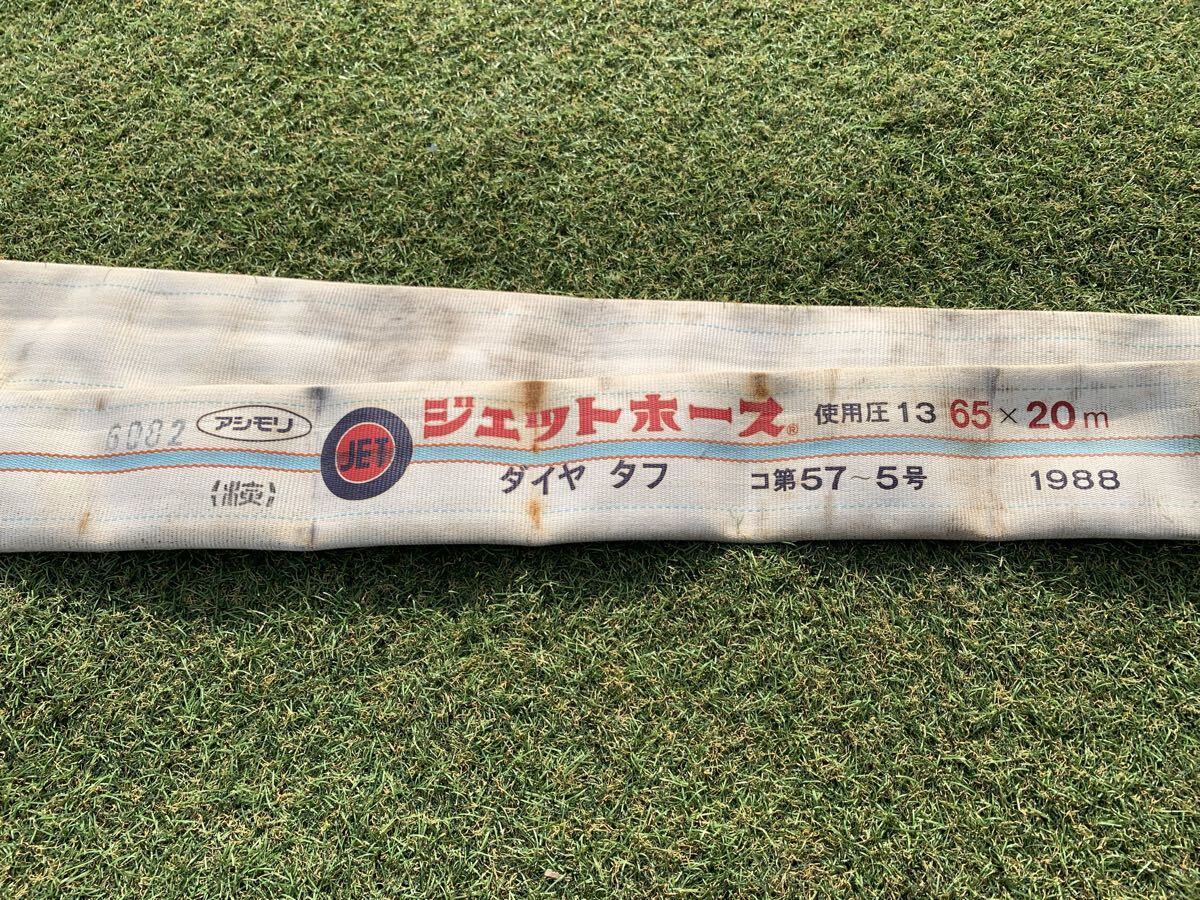 6082 アシモリ JET ジェットホース® 使用圧13 65×20m
ダイヤ タフ コ第57~5号 1988